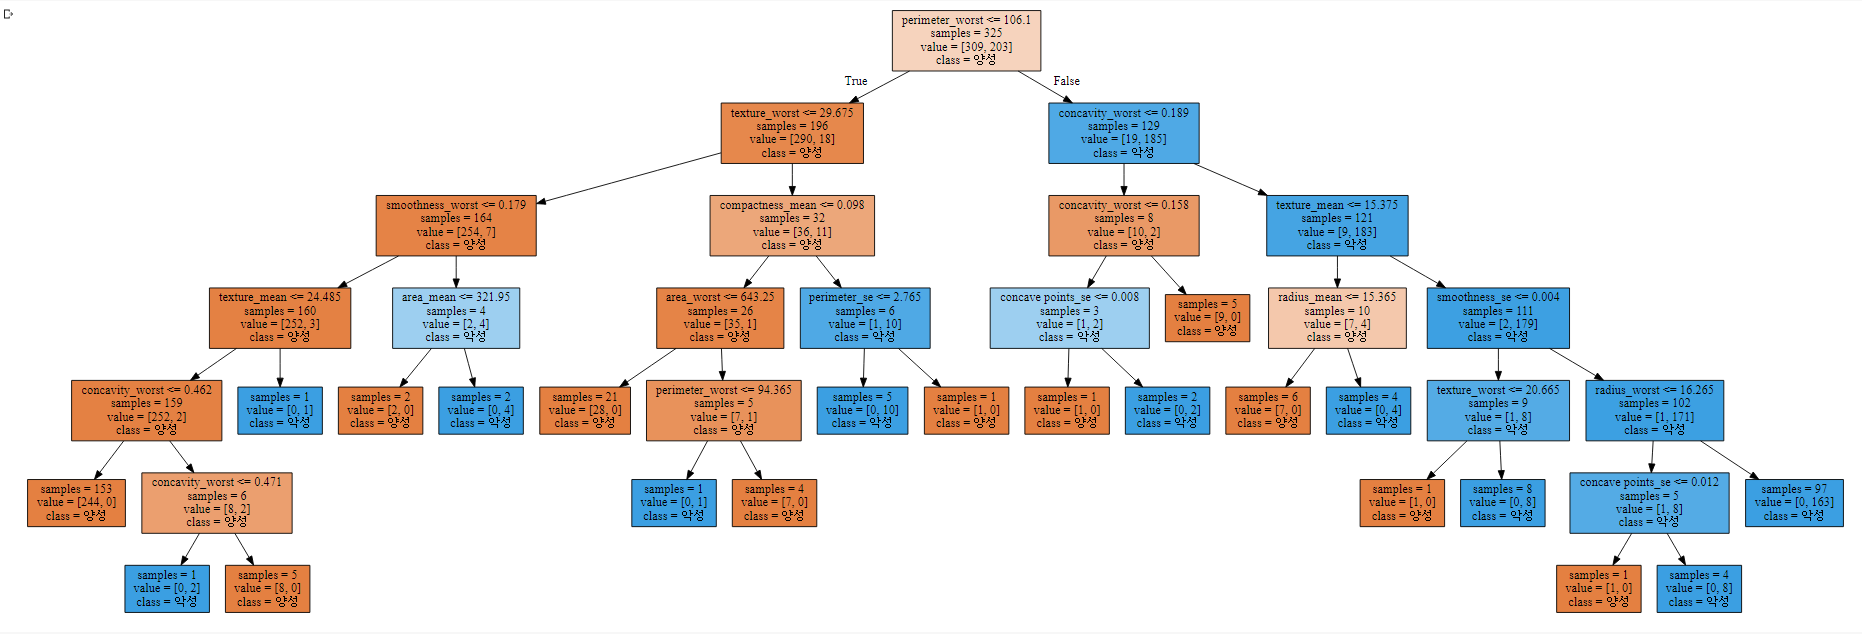 perimeter_worst <= 106.1
samples = 325
value = [309, 203]
class = 양성
True
False
texture_worst <= 29.675
samples = 196
value = [290, 18]
class = 양성
concavity_worst <= 0.189
samples = 129
value = [19, 185]
class = 악성
smoothness_worst <= 0.179
samples = 164
value = [254, 7]
class = 양성
compactness_mean <= 0.098
samples = 32
value = [36, 11]
class = 양성
concavity_worst <= 0.158
samples = 8
value = [10, 2]
class = 양성
texture_mean <= 15.375
samples = 121
value = [9, 183]
class = 악성
texture_mean <= 24.485
samples = 160
value = [252, 3]
class = 양성
area_mean <= 321.95
samples = 4
value = [2, 4]
class = 악성
area_worst <= 643.25
samples = 26
value = [35, 1]
class = 양성
perimeter_se <= 2.765
samples = 6
value = [1, 10]
class = 악성
concave points_se <= 0.008
samples = 3
value = [1, 2]
class = 악성
samples = 5
value = [9, 0]
class = 양성
radius_mean <= 15.365
samples = 10
value = [7, 4]
class = 양성
smoothness_se <= 0.004
samples = 111
value = [2, 179]
class = 악성
concavity_worst <= 0.462
samples = 159
value = [252, 2]
class = 양성
samples = 1
value = [0, 1]
class = 악성
samples = 2
value = [2, 0]
class = 양성
samples = 2
value = [0, 4]
class = 악성
samples = 21
value = [28, 0]
class = 양성
perimeter_worst <= 94.365
samples = 5
value = [7, 1]
class = 양성
samples = 5
value = [0, 10]
class = 악성
samples = 1
value = [1, 0]
class = 양성
samples = 1
value = [1, 0]
class = 양성
samples = 2
value = [0, 2]
class = 악성
samples = 6
value = [7, 0]
class = 양성
samples = 4
value = [0, 4]
class = 악성
texture_worst <= 20.665
samples = 9
value = [1, 8]
class = 악성
radius_worst <= 16.265
samples = 102
value = [1, 171]
class = 악성
samples = 153
value = [244, 0]
class = 양성
concavity_worst <= 0.471
samples = 6
value = [8, 2]
class = 양성
samples = 1
value = [0, 1]
class = 악성
samples = 4
value = [7, 0]
class = 양성
samples = 1
value = [1, 0]
class = 양성
samples = 8
value = [0, 8]
class = 악성
concave points_se <= 0.012
samples = 5
value = [1, 8]
class = 악성
samples = 97
value = [0, 163]
class = 악성
samples = 1
value = [0, 2]
class = 악성
samples = 5
value = [8, 0]
class = 양성
samples = 1
value = [1, 0]
class = 양성
samples = 4
value = [0, 8]
class = 악성